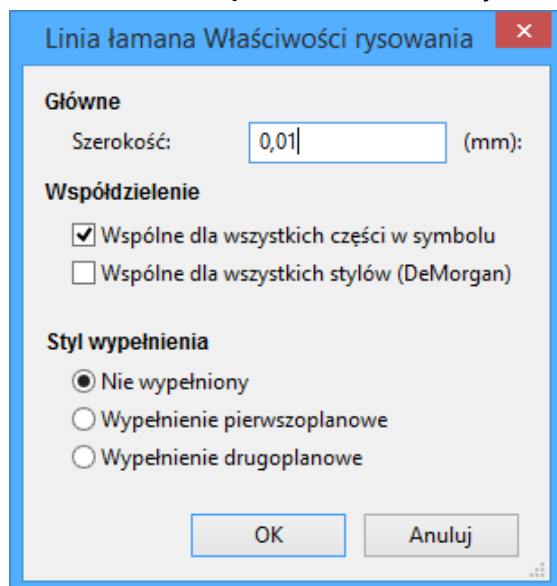 Linia łamana Właściwości rysowania
Główne
Szerokość: 0,01 (mm):
Współdzielenie
Wspólne dla wszystkich części w symbolu
Wspólne dla wszystkich stylów (DeMorgan)
Styl wypełnienia
Nie wypełniony
Wypełnienie pierwszoplanowe
Wypełnienie drugoplanowe
OK Anuluj